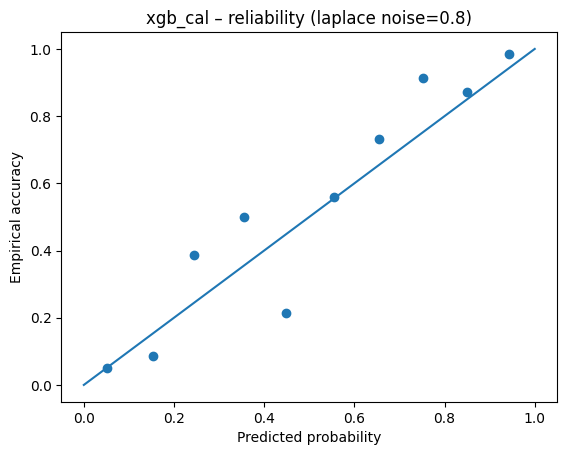 xgb_cal – reliability (laplace noise=0.8)
Empirical accuracy
1.0
0.8
0.6
0.4
0.2
0.0
0.0 0.2 0.4 0.6 0.8 1.0
Predicted probability